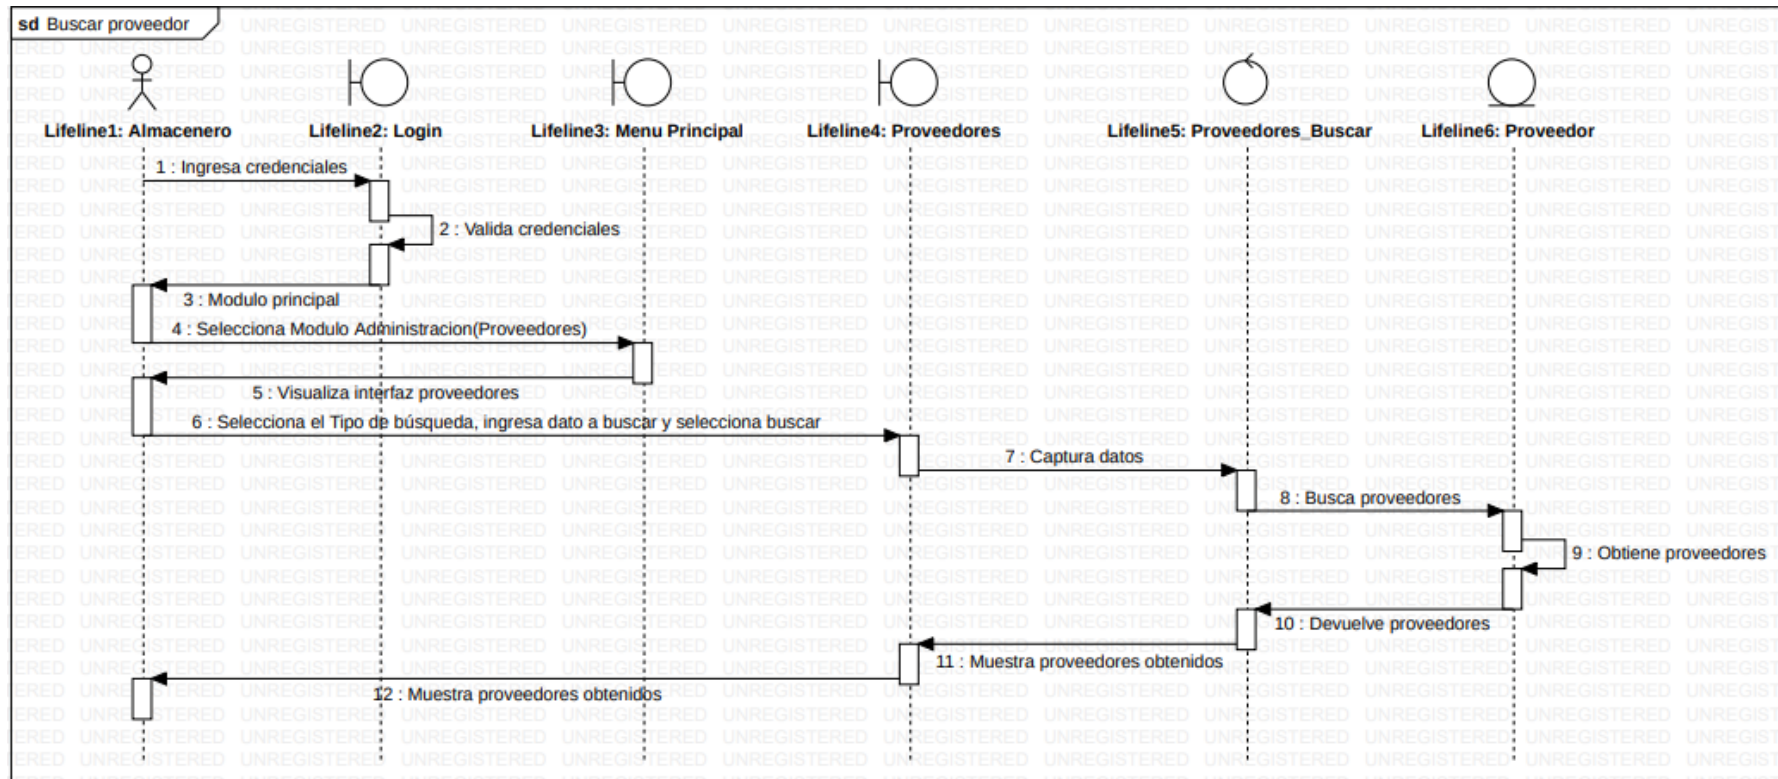 sd Buscar proveedor
Lifeline1: Almacenero
Lifeline2: Login
Lifeline3: Menu Principal
Lifeline4: Proveedores
Lifeline5: Proveedores_Buscar
Lifeline6: Proveedor
1 : Ingresa credenciales
2 : Valida credenciales
3 : Modulo principal
4 : Selecciona Modulo Administracion(Proveedores)
5 : Visualiza interfaz proveedores
6 : Selecciona el Tipo de búsqueda, ingresa dato a buscar y selecciona buscar
7 : Captura datos
8 : Busca proveedores
9 : Obtiene proveedores
10 : Devuelve proveedores
11 : Muestra proveedores obtenidos
12 : Muestra proveedores obtenidos
UNREGISTERED